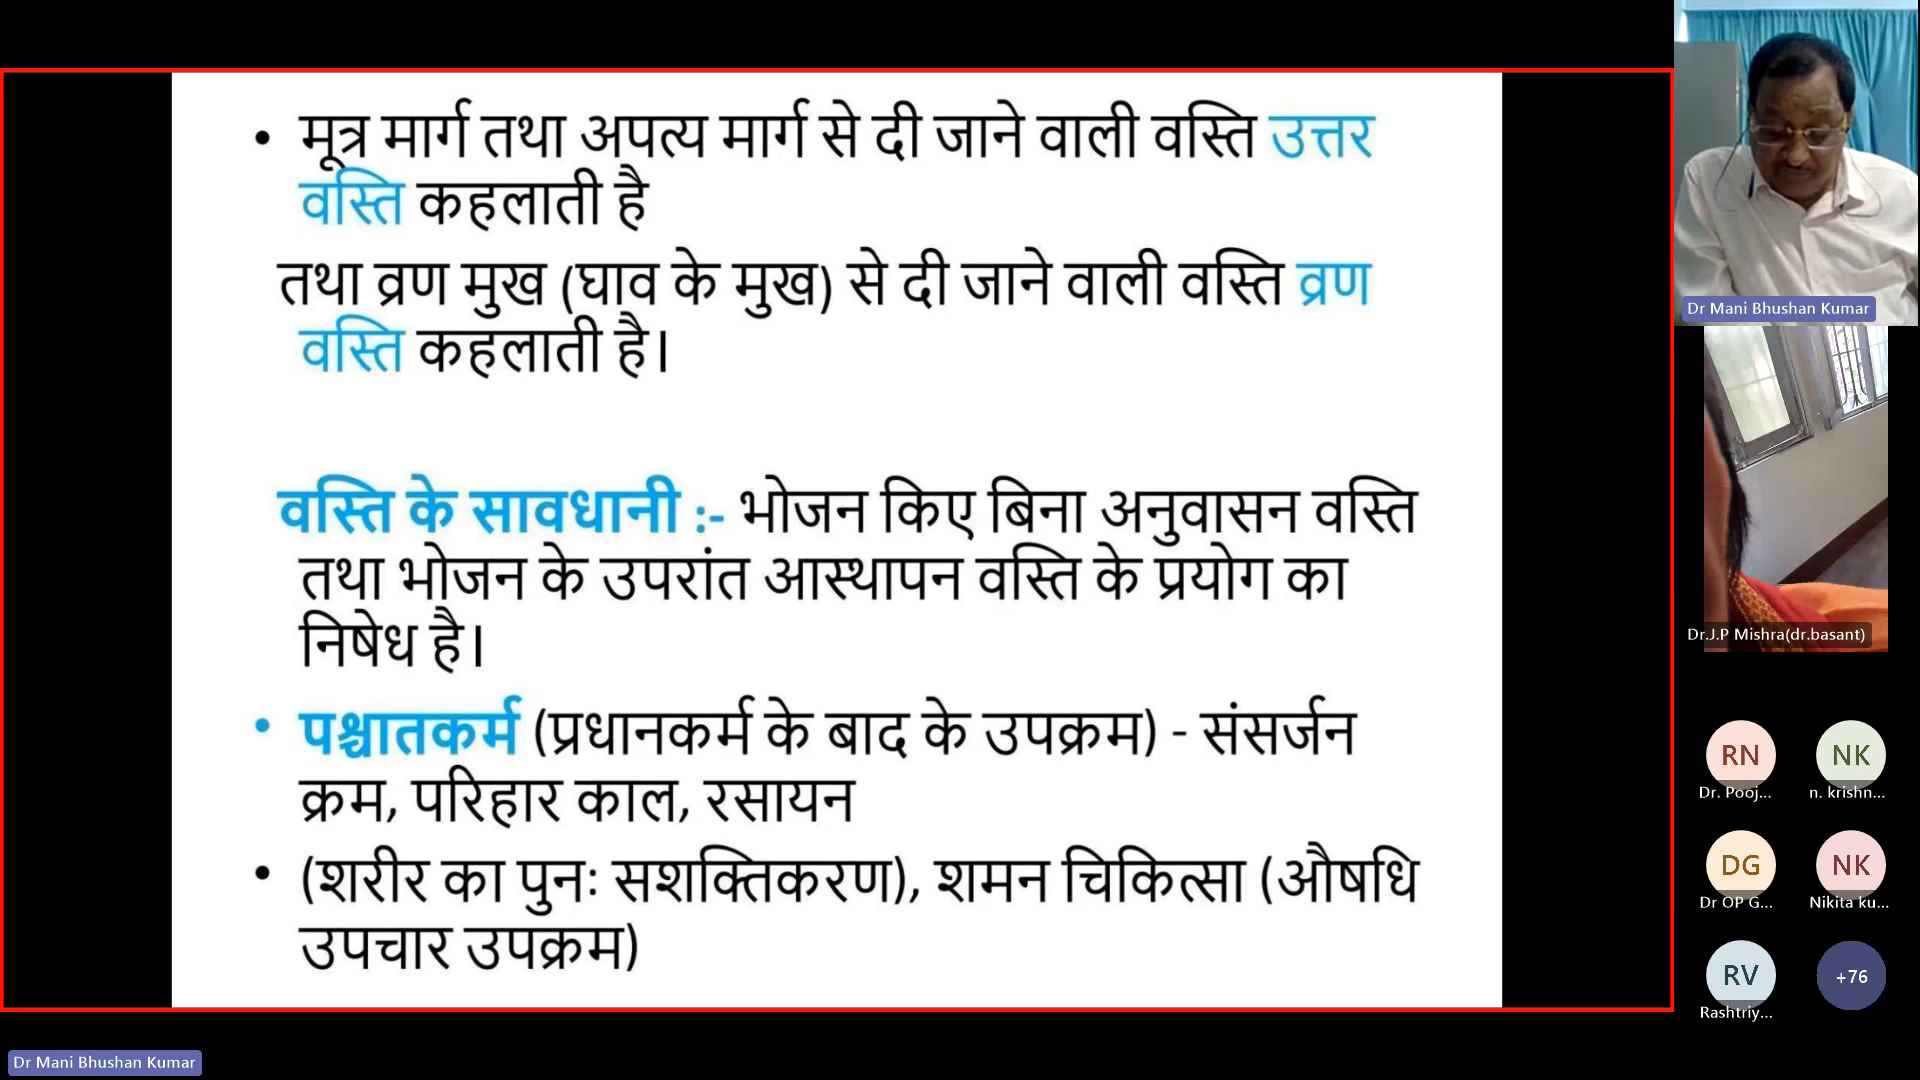 • मूत्र मार्ग तथा अपत्य मार्ग से दी जाने वाली वस्ति उत्तर
वस्ति कहलाती है
तथा व्रण मुख (घाव के मुख) से दी जाने वाली वस्ति व्रण
वस्ति कहलाती है।
वस्ति के सावधानी :- भोजन किए बिना अनुवासन वस्ति
तथा भोजन के उपरांत आस्थापन वस्ति के प्रयोग का
निषेध है।
• पश्चातकर्म (प्रधानकर्म के बाद के उपक्रम) - संसर्जन
क्रम, परिहार काल, रसायन
• (शरीर का पुनः सशक्तिकरण), शमन चिकित्सा (औषधि
उपचार उपक्रम)
Dr Mani Bhushan Kumar
Dr.J.P Mishra(dr.basant)
RN
Dr. Pooj...
NK
n. krishn...
DG
Dr OP G...
NK
Nikita ku...
RV
Rashtriy...
+76
Dr Mani Bhushan Kumar